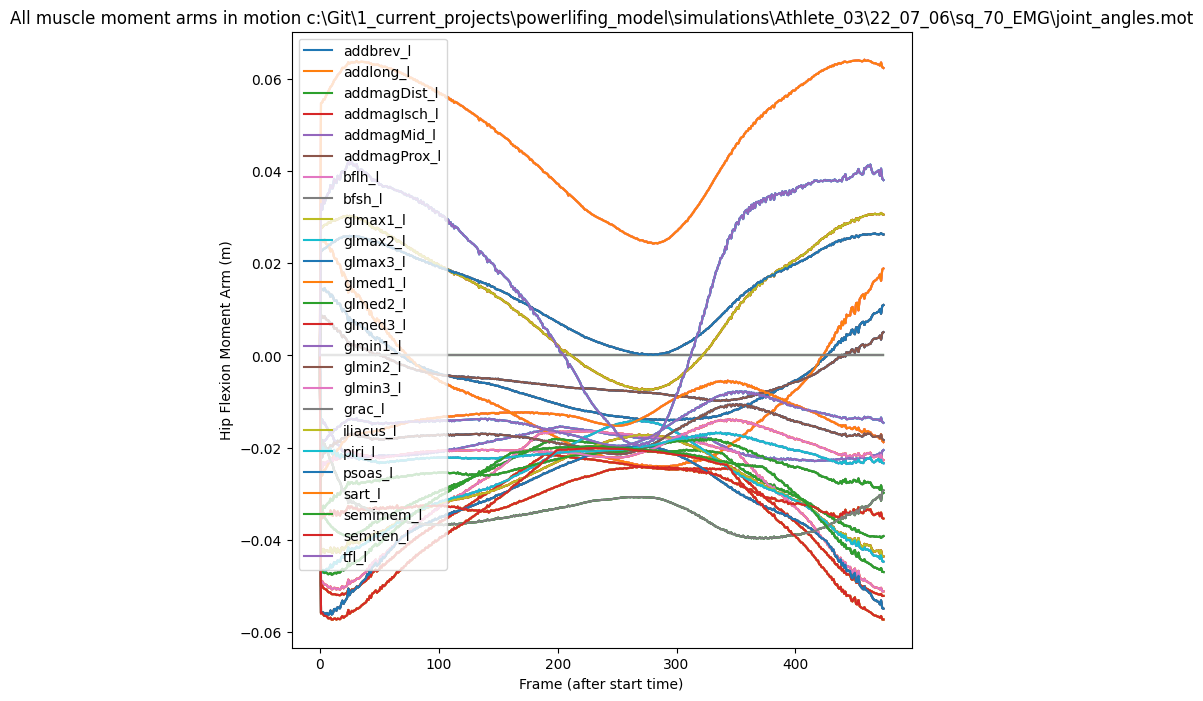 All muscle moment arms in motion c:\Git\1_current_projects\powerlifing_model\simulations\Athlete_03\22_07_06\sq_70_EMG\joint_angles.mot
addbrev_l
addlong_l
addmagDist_l
addmagIsch_l
addmagMid_l
addmagProx_l
bflh_l
bfsh_l
glmax1_l
glmax2_l
glmax3_l
glmed1_l
glmed2_l
glmed3_l
glmin1_l
glmin2_l
glmin3_l
grac_l
iliacus_l
piri_l
psoas_l
sart_l
semimem_l
semiten_l
tfl_l
Hip Flexion Moment Arm (m)
0.06
0.04
0.02
0.00
−0.02
−0.04
−0.06
0 100 200 300 400
Frame (after start time)